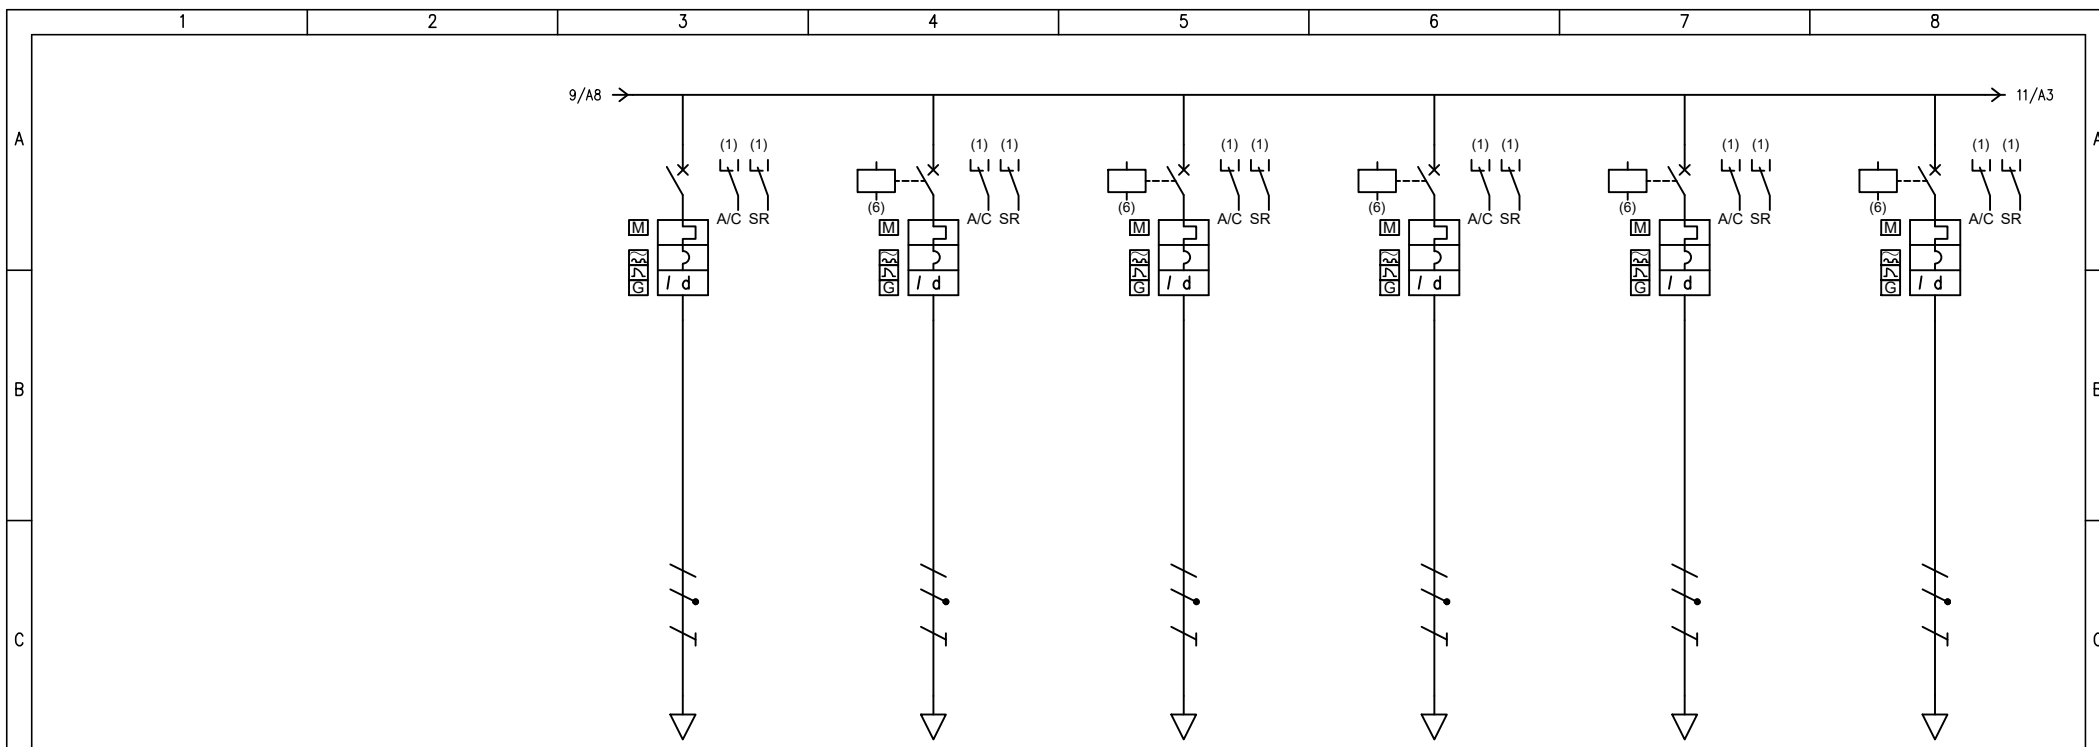 1 2 3 4 5 6 7 8
9/A8 11/A3
A A
(1) (1) (1) (1) (1) (1) (1) (1) (1) (1) (1) (1)
(6) (6) (6) (6) (6)
A/C SR A/C SR A/C SR A/C SR A/C SR A/C SR
M M M M M M
I d I d I d I d I d I d
G G G G G G
B B
C C